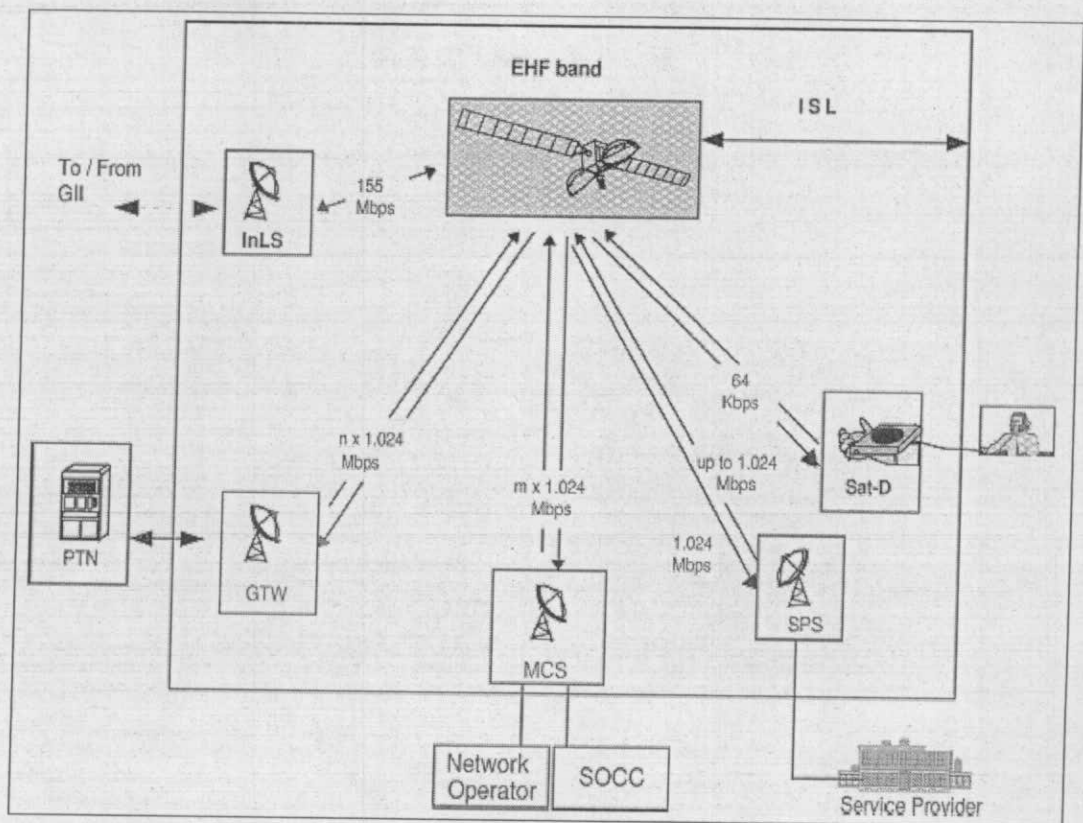 EHF band
ISL
To / From
GII
InLS
155
Mbps
64
Kbps
Sat-D
n x 1.024
Mbps
m x 1.024
Mbps
up to 1.024
Mbps
1.024
Mbps
PTN
GTW
MCS
SPS
Network
Operator
SOCC
Service Provider